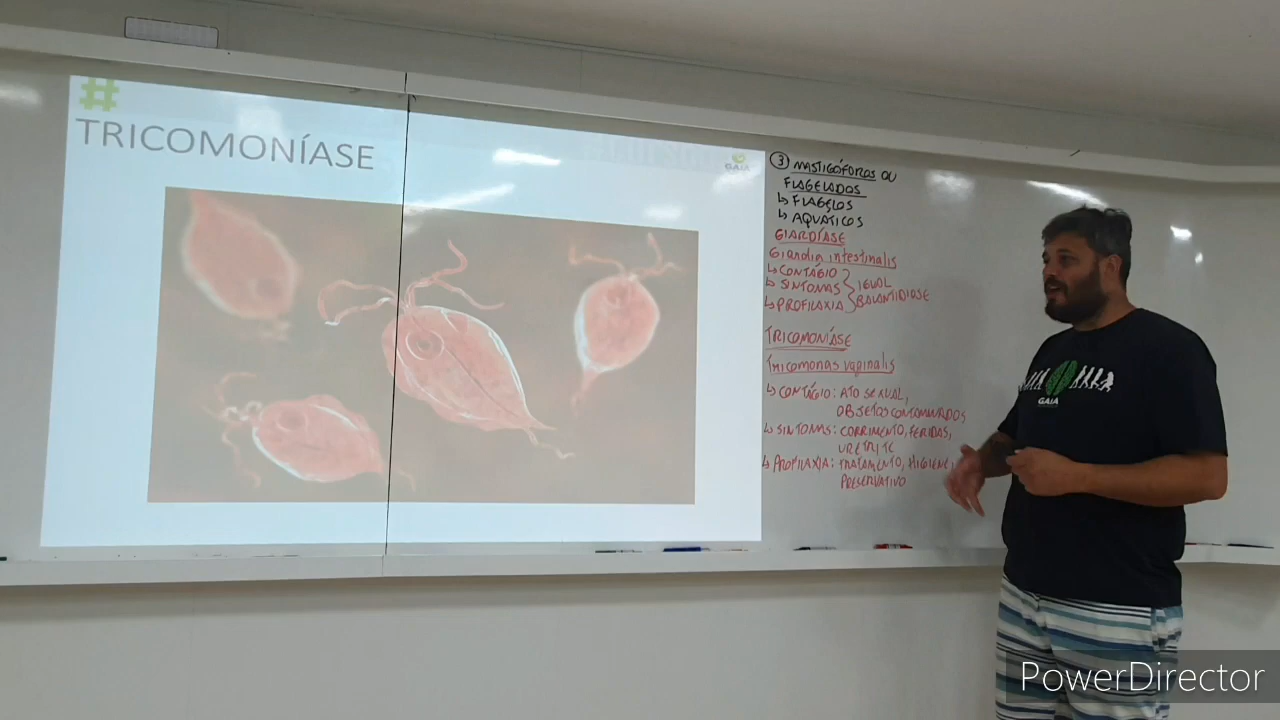 #
TRICOMONÍASE
GAIA
③ MASTIGÓFOROS OU
FLAGELADOS
↳ FLAGELOS
↳ AQUÁTICOS
GIARDÍASE
Giardia intestinalis
↳ CONTÁGIO
↳ SINTOMAS } IGUAL
↳ PROFILAXIA } BALANTIDIOSE
TRICOMONÍASE
Tricomonas vaginalis
↳ CONTÁGIO: ATO SEXUAL,
OBJETOS CONTAMINADOS
↳ SINTOMAS: CORRIMENTO, FERIDAS,
URETRITE
↳ PROFILAXIA: TRATAMENTO, HIGIENE,
PRESERVATIVO
GAIA
PowerDirector